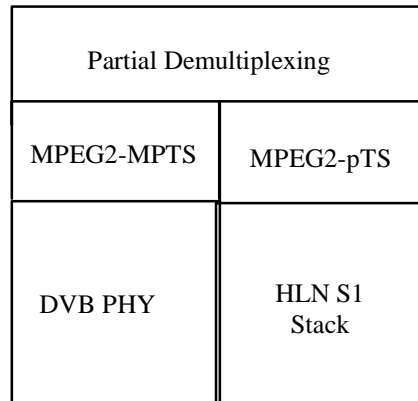 Partial Demultiplexing
MPEG2-MPTS
MPEG2-pTS
DVB PHY
HLN S1
Stack